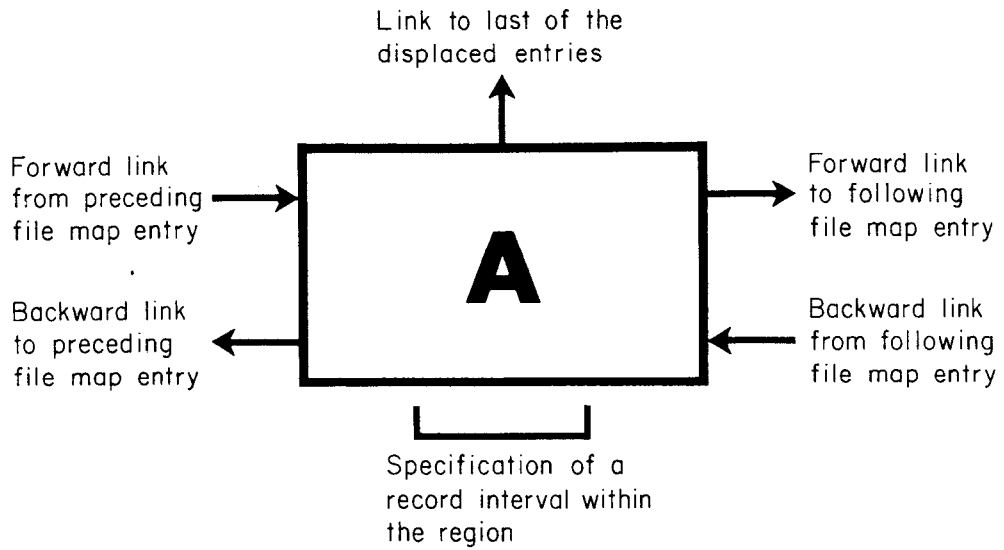 Link to last of the
displaced entries
Forward link
from preceding
file map entry
Forward link
to following
file map entry
A
Backward link
to preceding
file map entry
Backward link
from following
file map entry
Specification of a
record interval within
the region